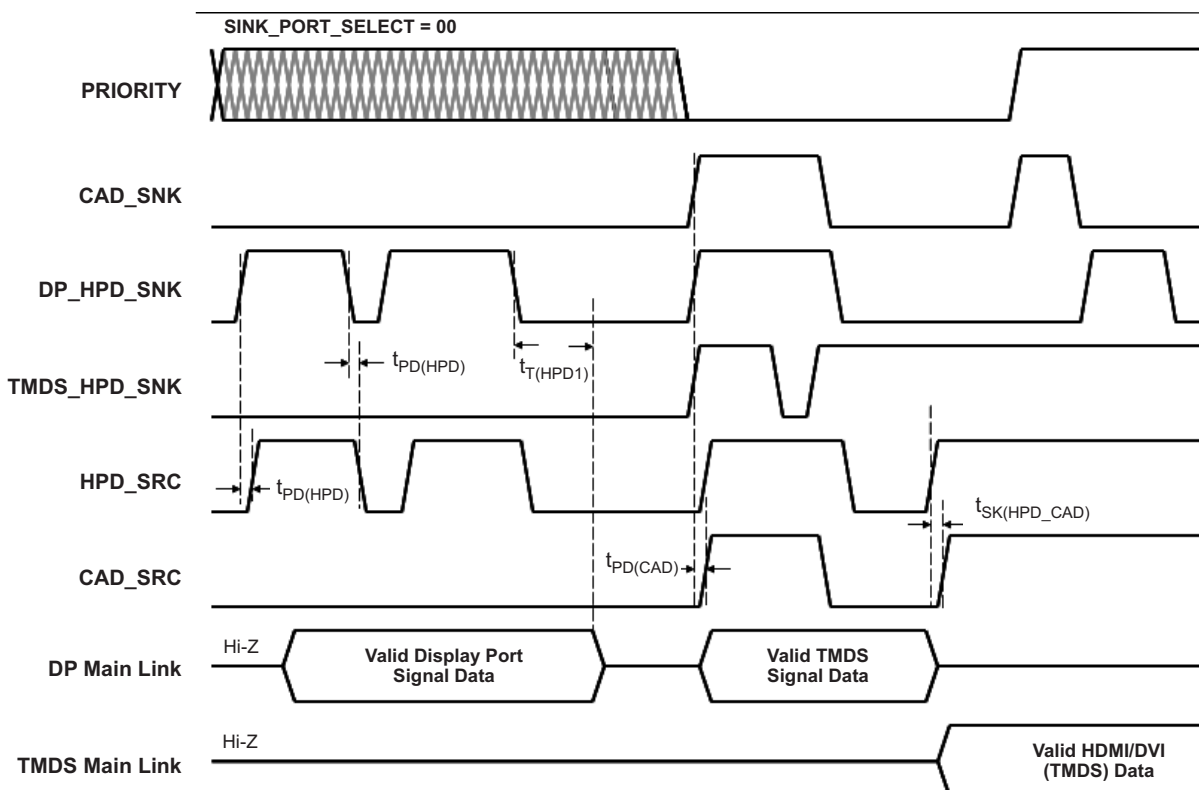 SINK_PORT_SELECT = 00
PRIORITY
CAD_SNK
DP_HPD_SNK
tPD(HPD)
tT(HPD1)
TMDS_HPD_SNK
HPD_SRC
tPD(HPD)
tSK(HPD_CAD)
tPD(CAD)
CAD_SRC
Hi-Z
DP Main Link
Valid Display Port
Signal Data
Valid TMDS
Signal Data
Hi-Z
TMDS Main Link
Valid HDMI/DVI
(TMDS) Data